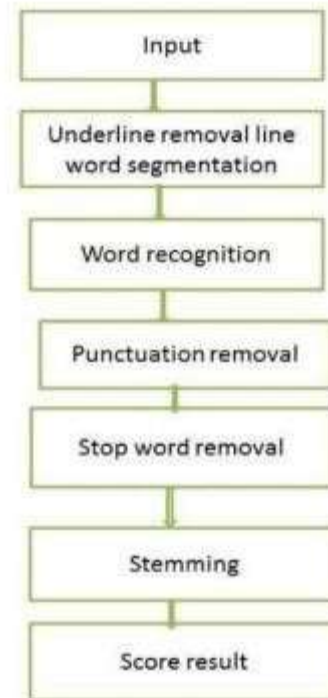 Input
Underline removal line
word segmentation
Word recognition
Punctuation removal
Stop word removal
Stemming
Score result